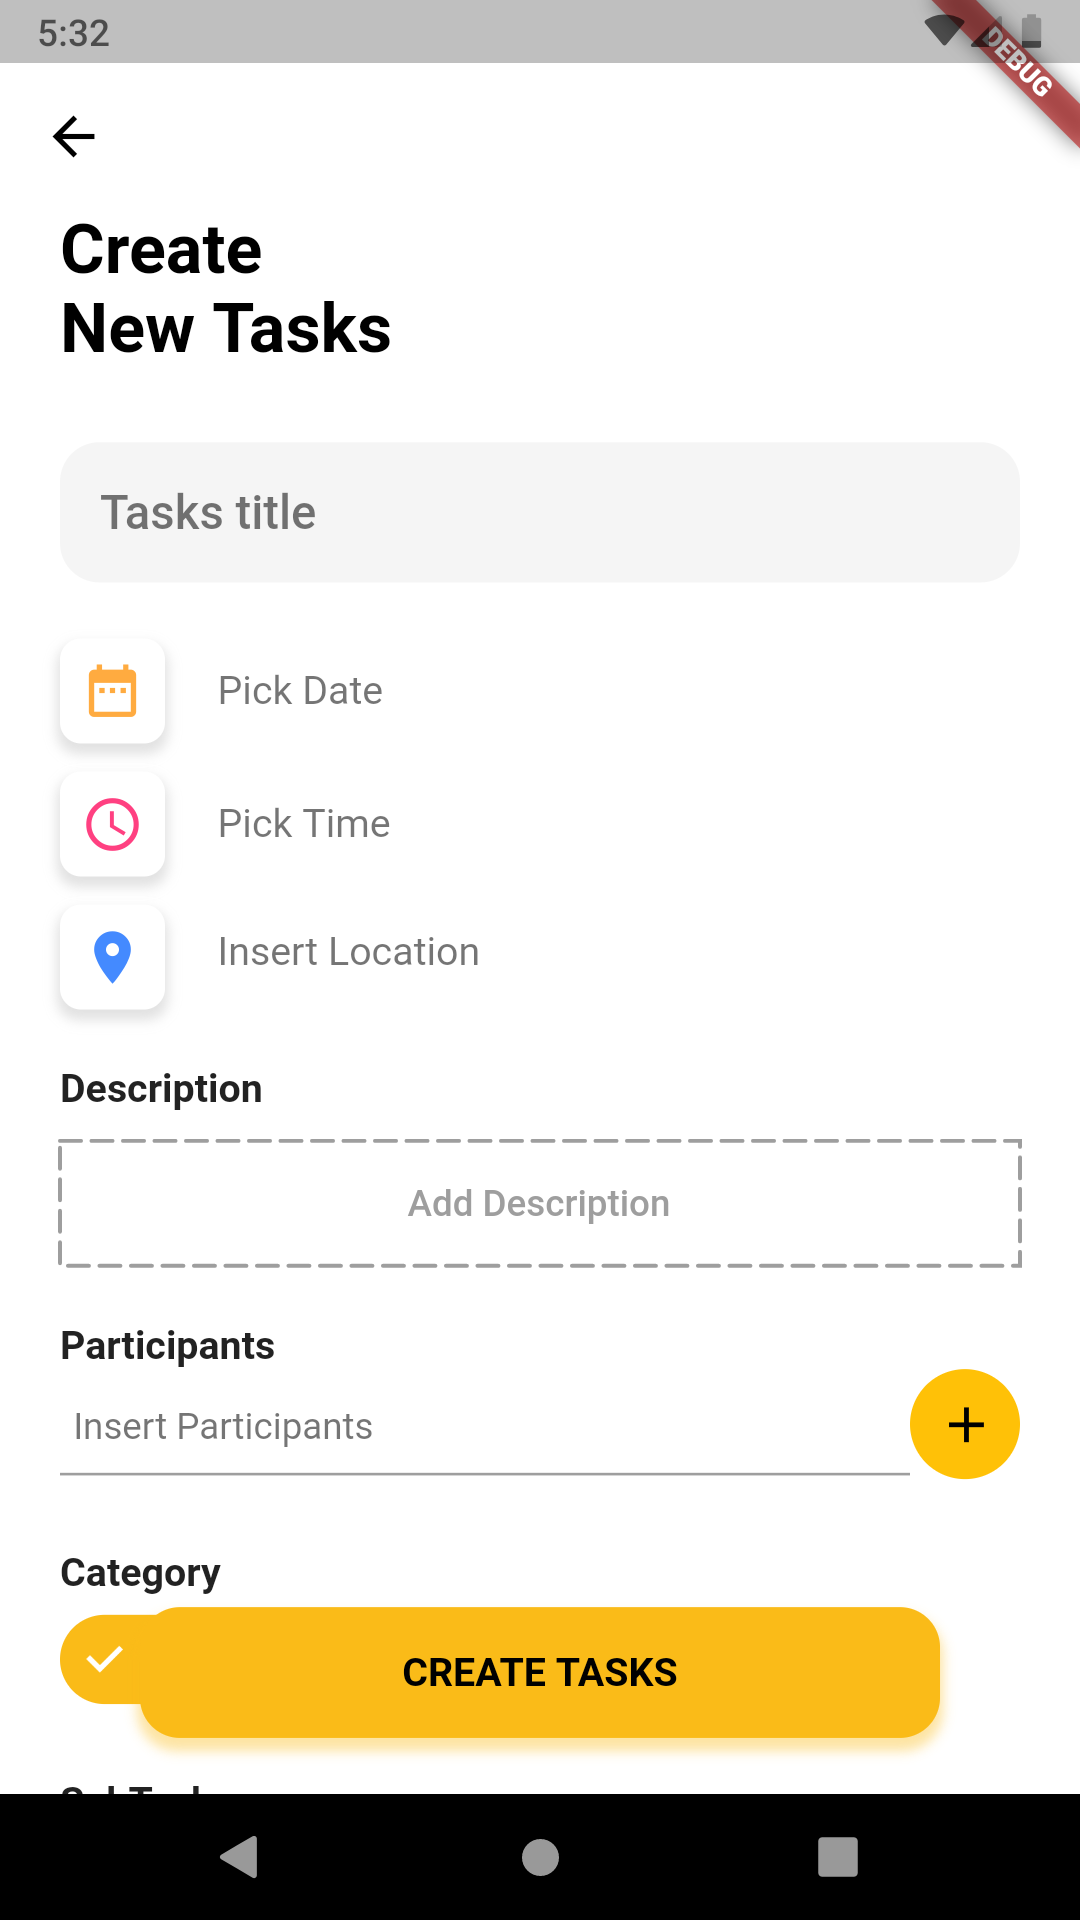 5:32
DEBUG
Create
New Tasks
Tasks title
Pick Date
Pick Time
Insert Location
Description
Add Description
Participants
Insert Participants
Category
CREATE TASKS